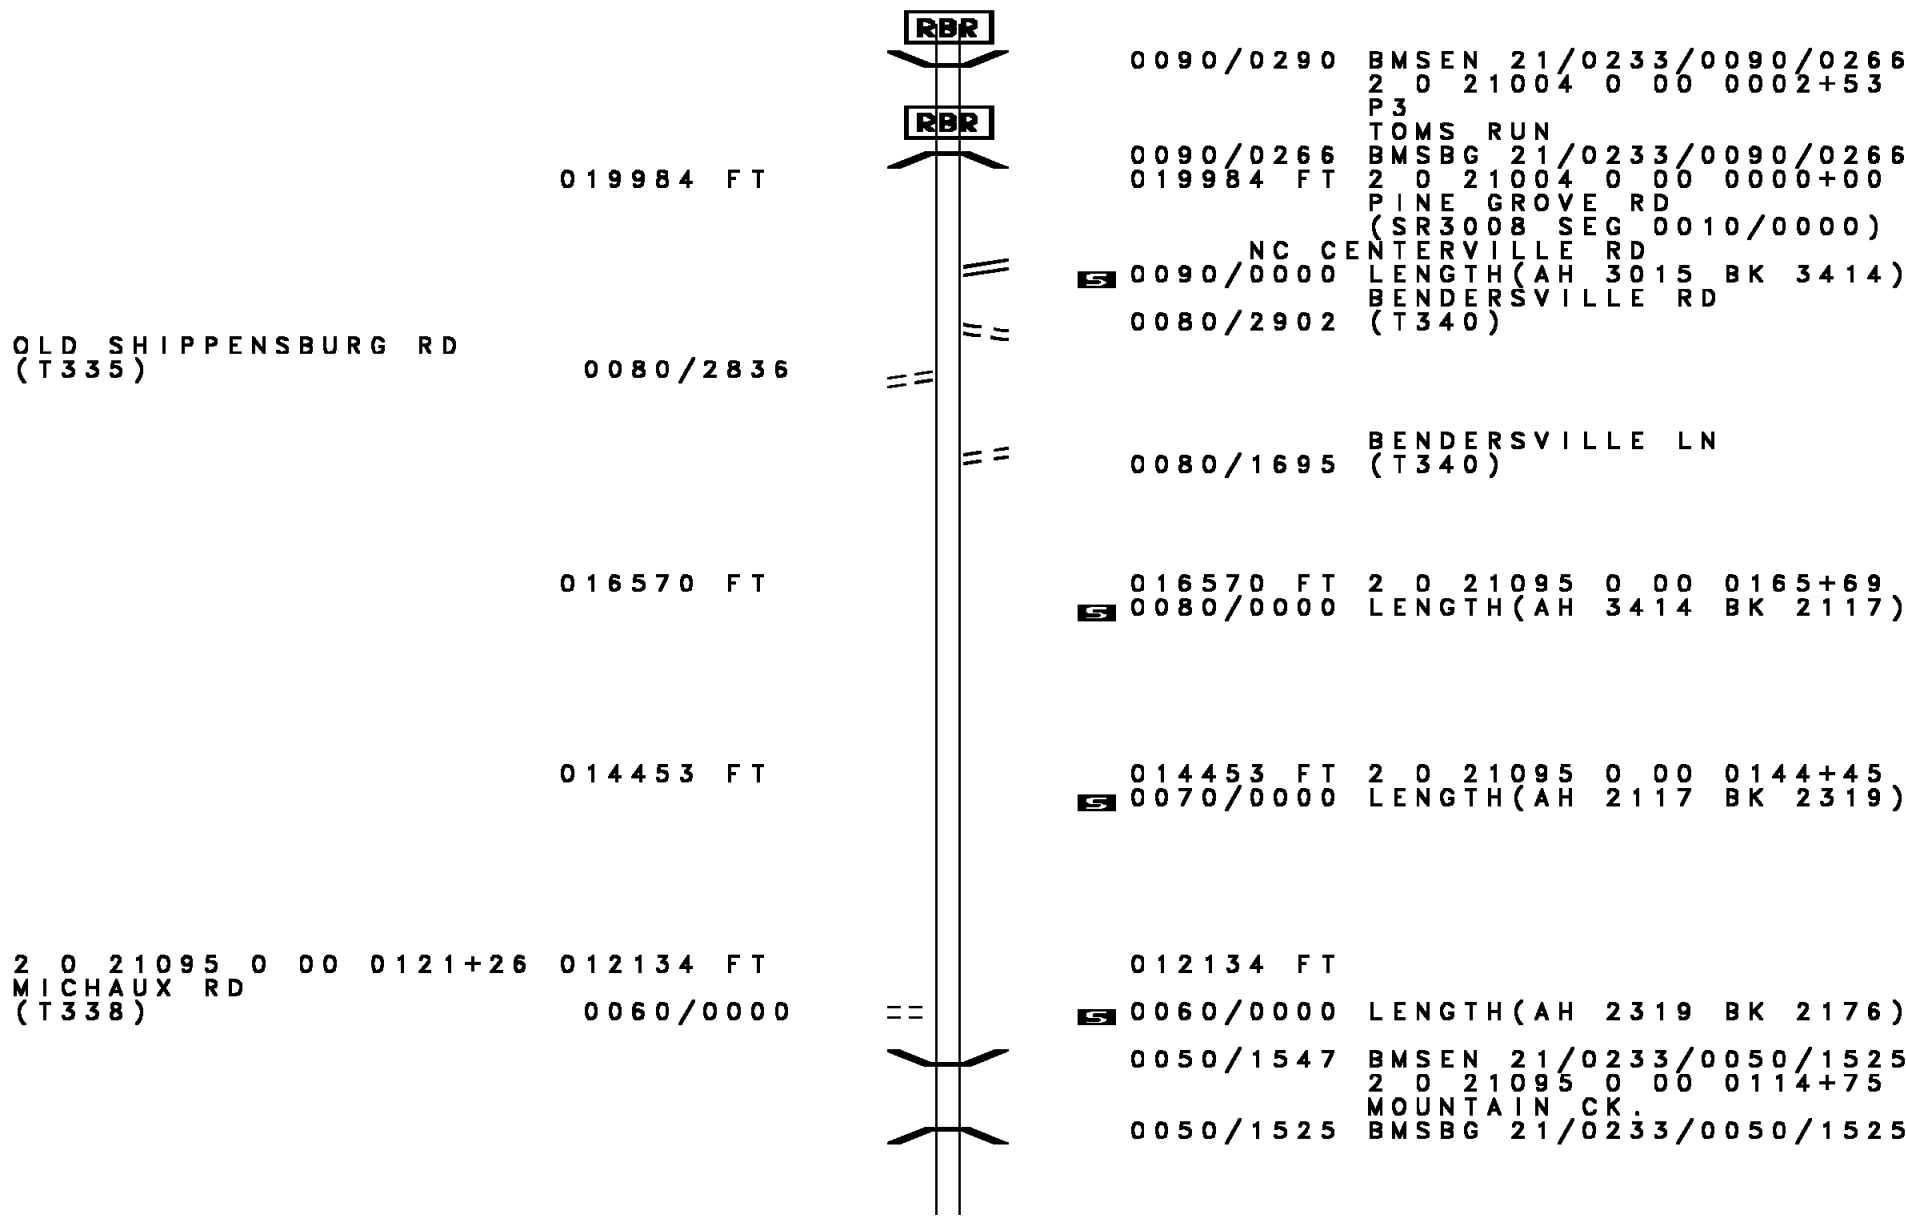 RBR
0090/0290 BMSEN 21/0233/0090/0266
2 0 21004 0 00 0002+53
P3
RBR
TOMS RUN
0090/0266 BMSBG 21/0233/0090/0266
019984 FT 019984 FT 2 0 21004 0 00 0000+00
PINE GROVE RD
(SR3008 SEG 0010/0000)
NC CENTERVILLE RD
S 0090/0000 LENGTH(AH 3015 BK 3414)
BENDERSVILLE RD
0080/2902 (T340)
OLD SHIPPENSBURG RD
(T335) 0080/2836
BENDERSVILLE LN
0080/1695 (T340)
016570 FT 016570 FT 2 0 21095 0 00 0165+69
S 0080/0000 LENGTH(AH 3414 BK 2117)
014453 FT 014453 FT 2 0 21095 0 00 0144+45
S 0070/0000 LENGTH(AH 2117 BK 2319)
2 0 21095 0 00 0121+26 012134 FT 012134 FT
MICHAUX RD
(T338) 0060/0000 S 0060/0000 LENGTH(AH 2319 BK 2176)
0050/1547 BMSEN 21/0233/0050/1525
2 0 21095 0 00 0114+75
MOUNTAIN CK.
0050/1525 BMSBG 21/0233/0050/1525